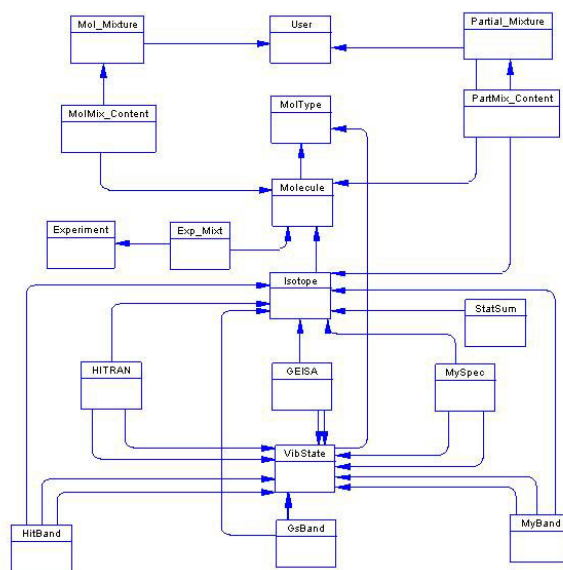 Mol_Mixture
User
Partial_Mixture
MolMix_Content
MolType
PartMix_Content
Molecule
Experiment
Exp_Mixt
Isotope
StatSum
HITRAN
GEISA
MySpec
VibState
HitBand
GsBand
MyBand